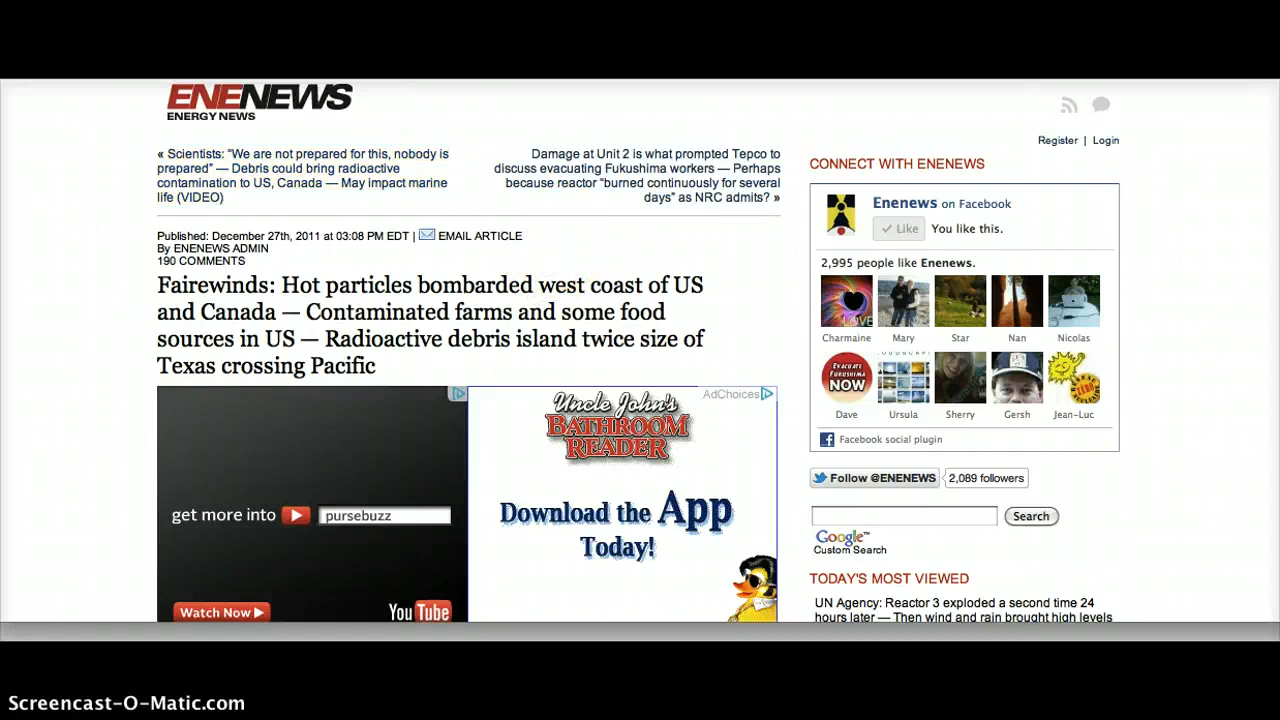 ENENEWS
ENERGY NEWS
Register | Login
« Scientists: "We are not prepared for this, nobody is
prepared" — Debris could bring radioactive
contamination to US, Canada — May impact marine
life (VIDEO)
Damage at Unit 2 is what prompted Tepco to
discuss evacuating Fukushima workers — Perhaps
because reactor "burned continuously for several
days" as NRC admits? »
Published: December 27th, 2011 at 03:08 PM EDT | EMAIL ARTICLE
By ENENEWS ADMIN
190 COMMENTS
Fairewinds: Hot particles bombarded west coast of US
and Canada — Contaminated farms and some food
sources in US — Radioactive debris island twice size of
Texas crossing Pacific
get more into pursebuzz
Watch Now
YouTube
AdChoices
Uncle John's
BATHROOM
READER
Download the App
Today!
CONNECT WITH ENENEWS
Enenews on Facebook
Like You like this.
2,995 people like Enenews.
LOVE
Charmaine Mary Star Nan Nicolas
EVACUATE
FUKUSHIMA
NOW
Dave Ursula Sherry Gersh Jean-Luc
Facebook social plugin
Follow @ENENEWS 2,089 followers
Search
Google™
Custom Search
TODAY'S MOST VIEWED
UN Agency: Reactor 3 exploded a second time 24
hours later — Then wind and rain brought high levels
Screencast-O-Matic.com